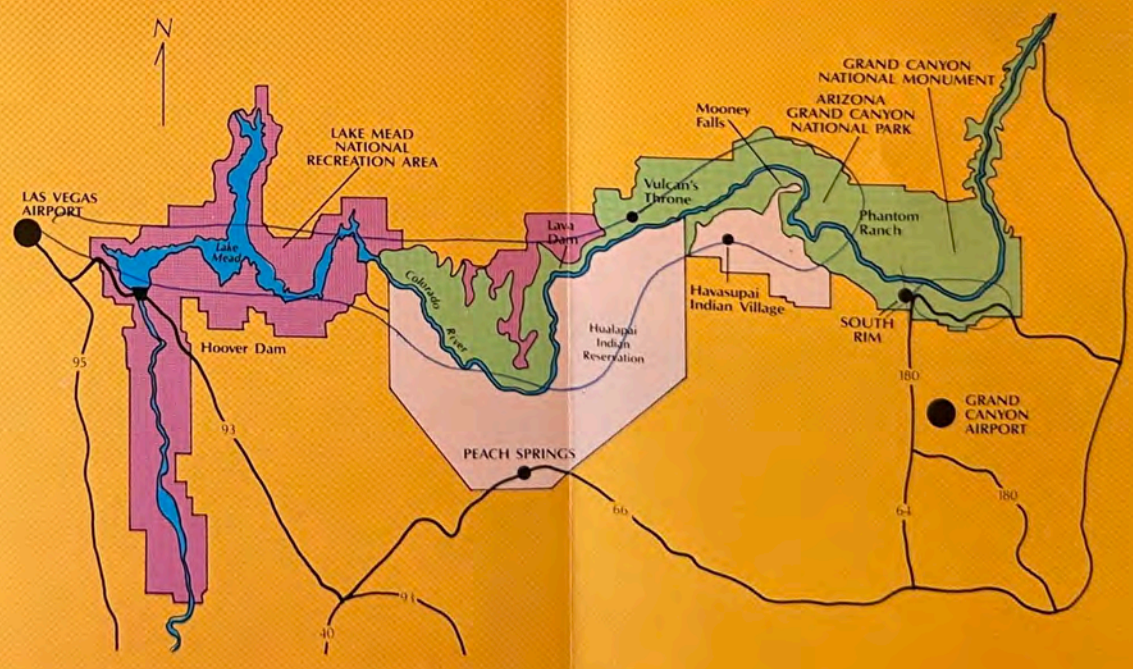 N
LAKE MEAD
NATIONAL
RECREATION AREA
LAS VEGAS
AIRPORT
Lake
Mead
Hoover Dam
95
93
93
40
Colorado
River
Lava
Dam
Vulcan's
Throne
Mooney
Falls
ARIZONA
GRAND CANYON
NATIONAL PARK
GRAND CANYON
NATIONAL MONUMENT
Phantom
Ranch
Havasupai
Indian Village
SOUTH
RIM
Hualapai
Indian
Reservation
PEACH SPRINGS
66
180
GRAND
CANYON
AIRPORT
180
64